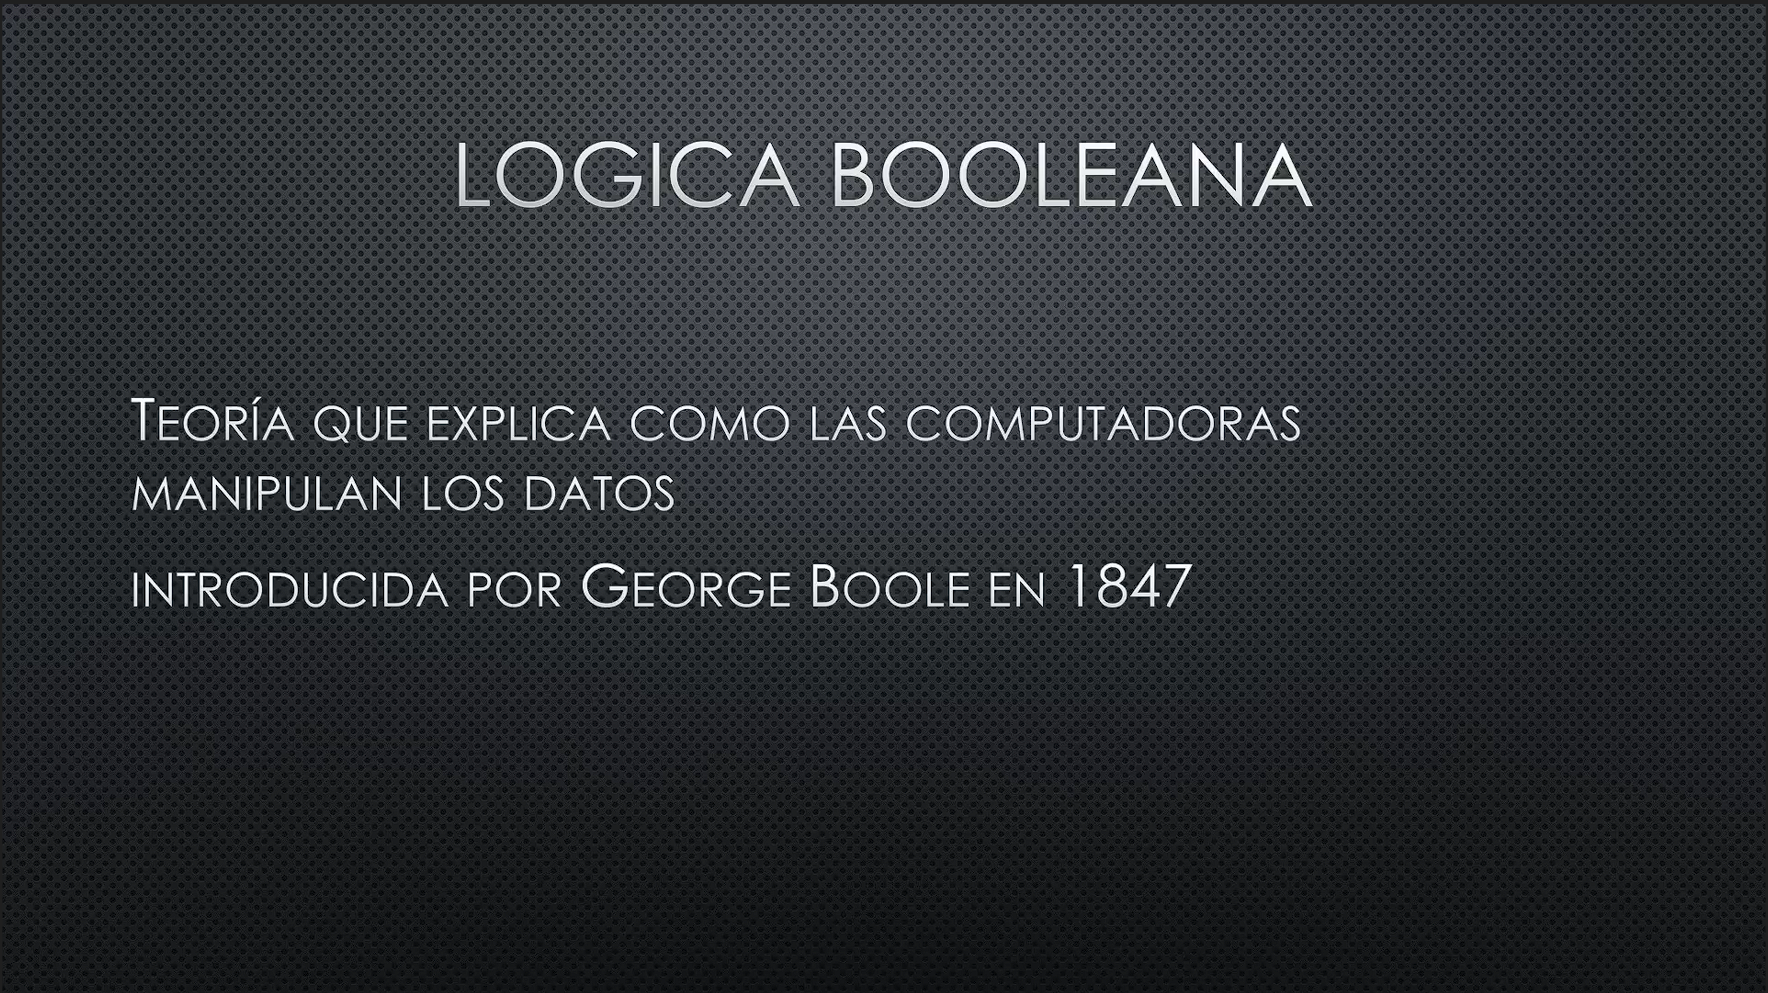 LOGICA BOOLEANA
Teoría que explica como las computadoras
manipulan los datos
introducida por George Boole en 1847